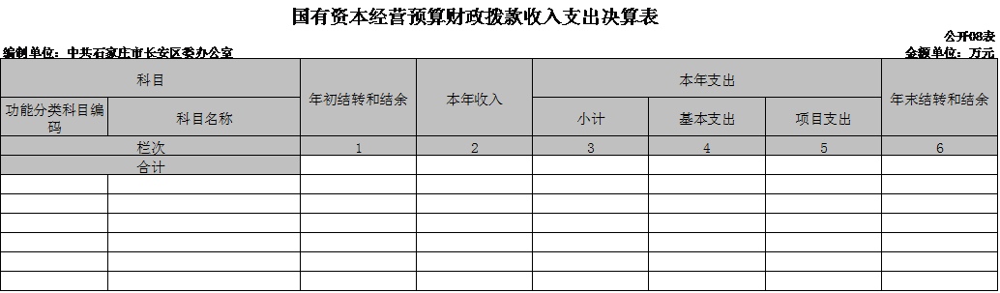 国有资本经营预算财政拨款收入支出决算表
公开08表
编制单位：中共石家庄市长安区委办公室 金额单位：万元
科目 年初结转和结余 本年收入 本年支出 年末结转和结余
功能分类科目编码 科目名称 小计 基本支出 项目支出
栏次 1 2 3 4 5 6
合计